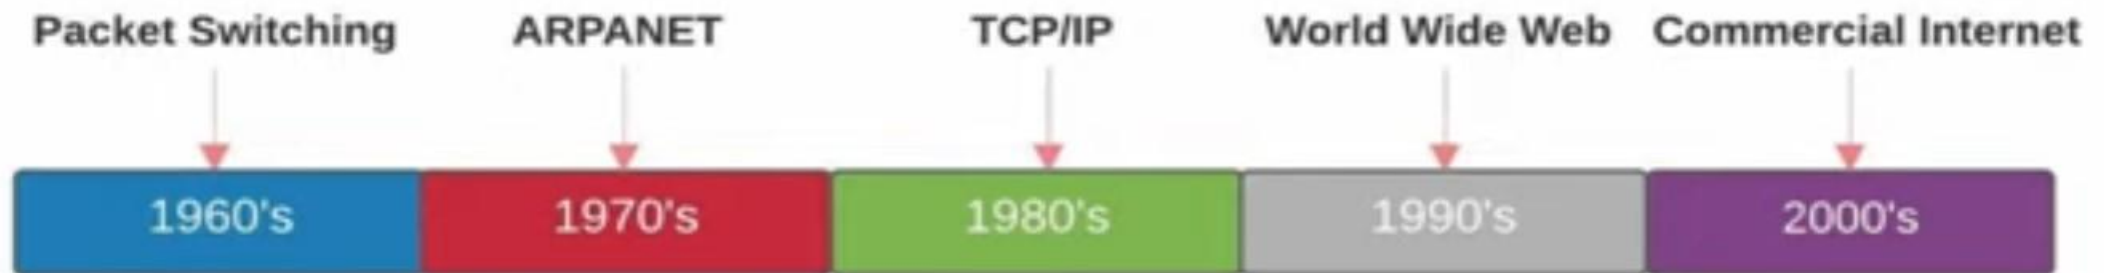 Packet Switching ARPANET TCP/IP World Wide Web Commercial Internet
1960's 1970's 1980's 1990's 2000's